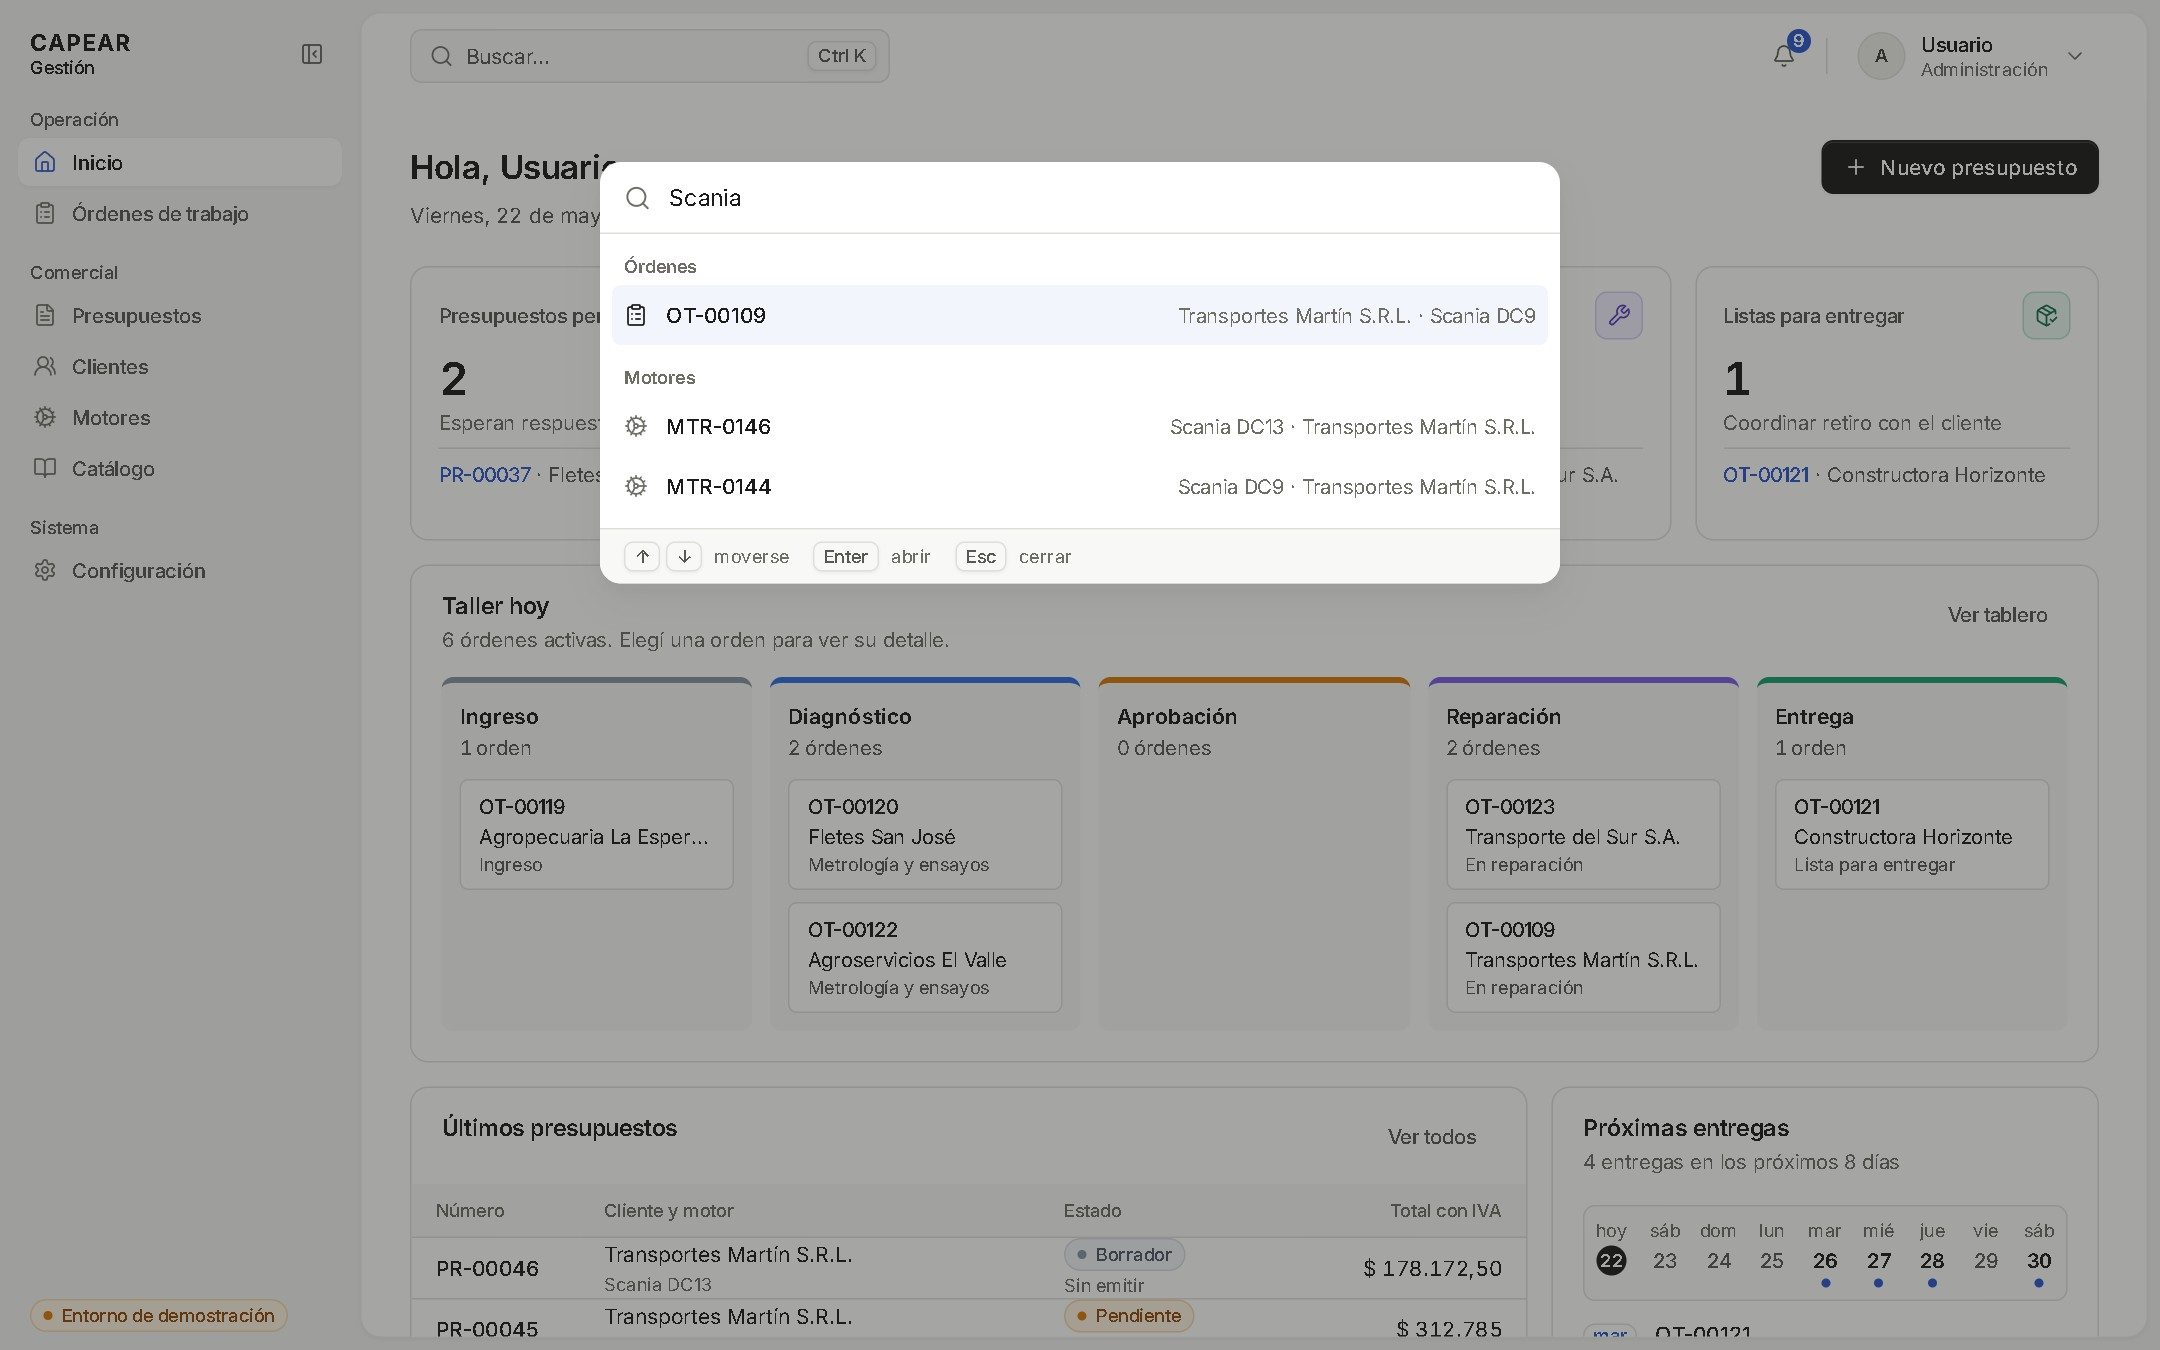 CAPEAR
Gestión
Operación
Inicio
Órdenes de trabajo
Comercial
Presupuestos
Clientes
Motores
Catálogo
Sistema
Configuración
Entorno de demostración
Buscar...
Ctrl K
9
A
Usuario
Administración
Hola, Usuario
Viernes, 22 de may
Nuevo presupuesto
Scania
Órdenes
OT-00109
Transportes Martín S.R.L. · Scania DC9
Motores
MTR-0146
Scania DC13 · Transportes Martín S.R.L.
MTR-0144
Scania DC9 · Transportes Martín S.R.L.
moverse
Enter
abrir
Esc
cerrar
Presupuestos pen
2
Esperan respuest
PR-00037 · Fletes
ur S.A.
Listas para entregar
1
Coordinar retiro con el cliente
OT-00121 · Constructora Horizonte
Taller hoy
6 órdenes activas. Elegí una orden para ver su detalle.
Ver tablero
Ingreso
1 orden
OT-00119
Agropecuaria La Esper...
Ingreso
Diagnóstico
2 órdenes
OT-00120
Fletes San José
Metrología y ensayos
OT-00122
Agroservicios El Valle
Metrología y ensayos
Aprobación
0 órdenes
Reparación
2 órdenes
OT-00123
Transporte del Sur S.A.
En reparación
OT-00109
Transportes Martín S.R.L.
En reparación
Entrega
1 orden
OT-00121
Constructora Horizonte
Lista para entregar
Últimos presupuestos
Ver todos
Número Cliente y motor Estado Total con IVA
PR-00046
Transportes Martín S.R.L.
Scania DC13
Borrador
Sin emitir
$ 178.172,50
PR-00045
Transportes Martín S.R.L.
Pendiente
$ 312.785
Próximas entregas
4 entregas en los próximos 8 días
hoy sáb dom lun mar mié jue vie sáb
22 23 24 25 26 27 28 29 30
mar OT-00121